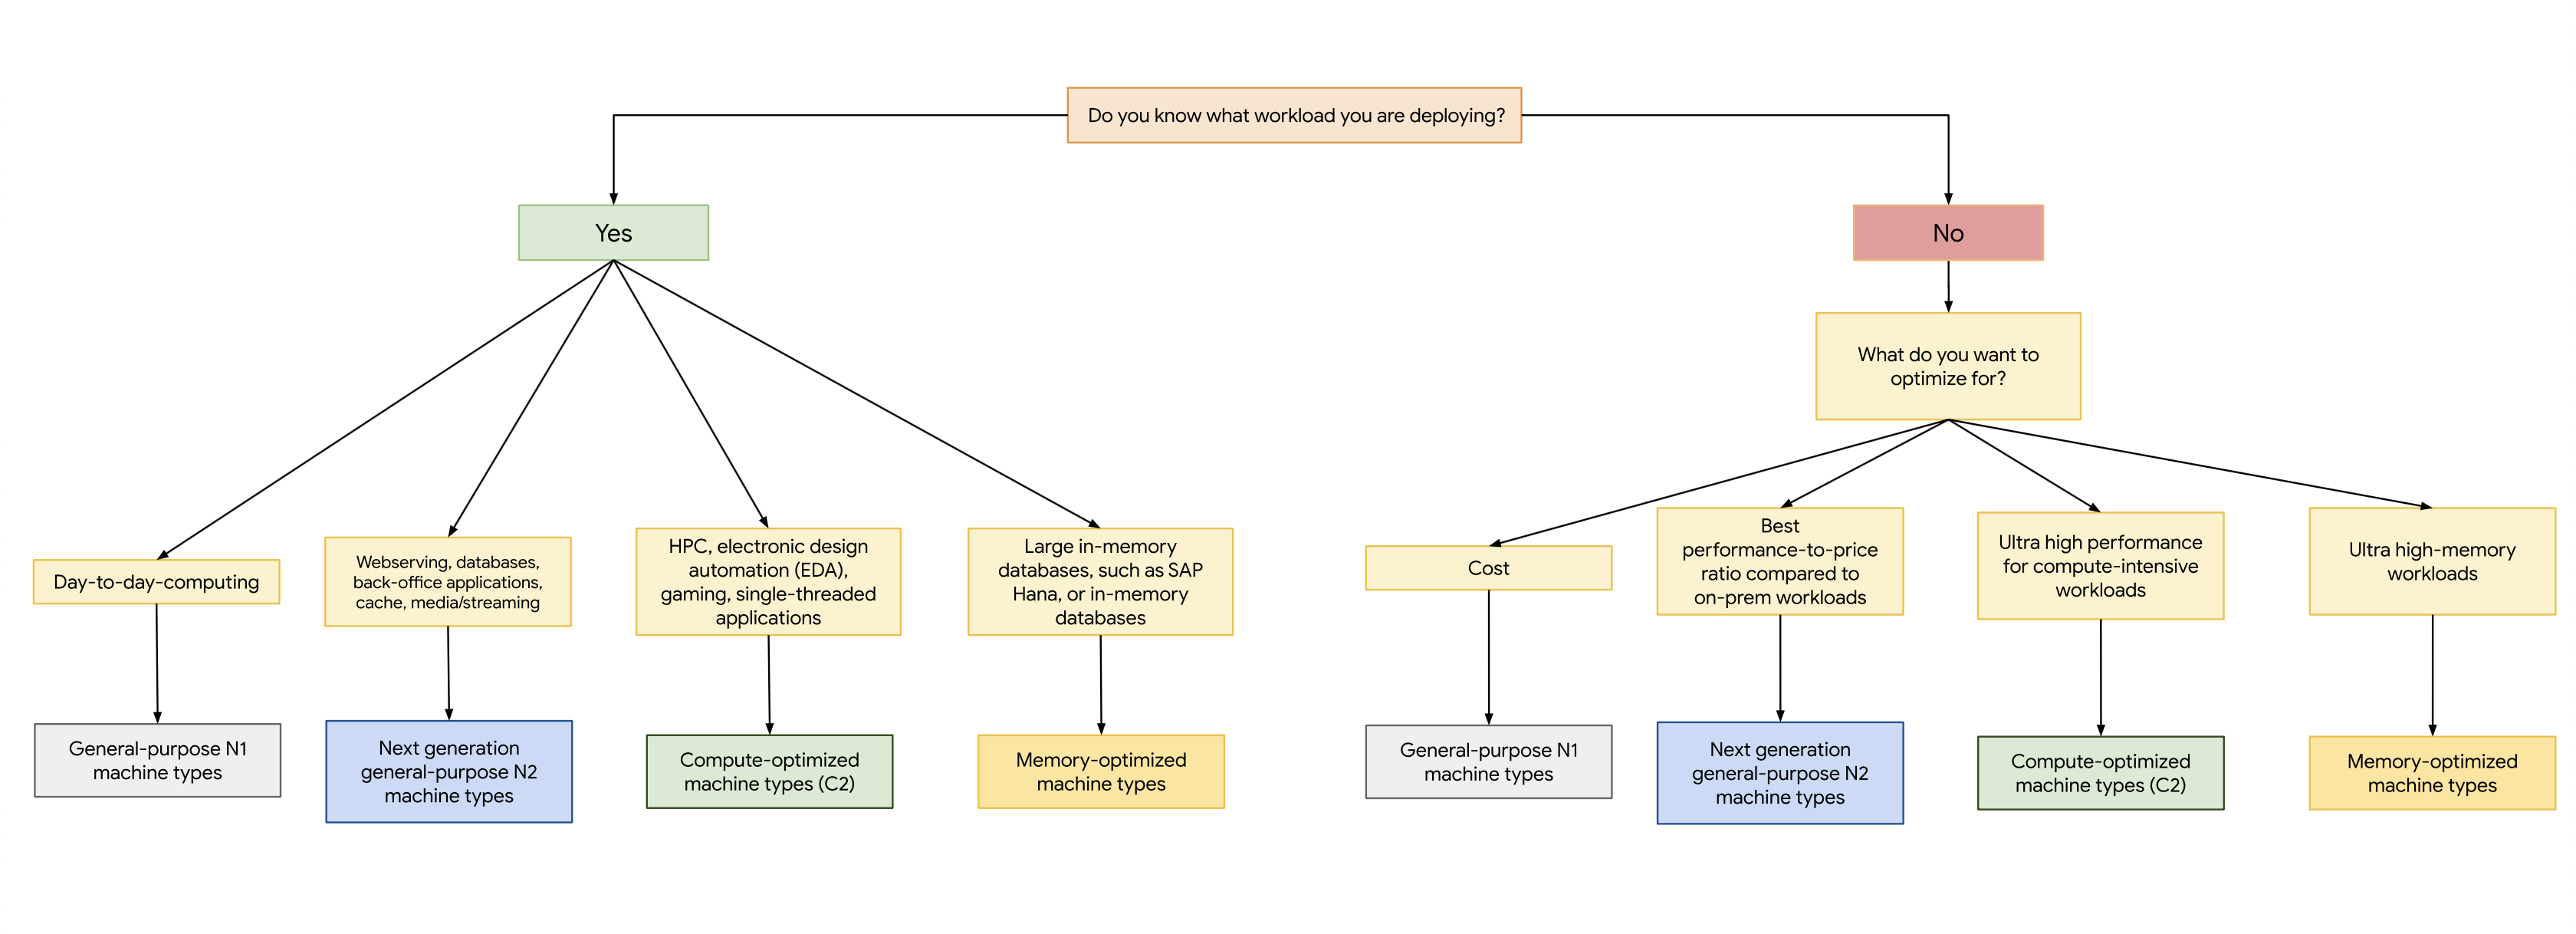 Do you know what workload you are deploying?
Yes
No
What do you want to
optimize for?
Day-to-day-computing
Webserving, databases,
back-office applications,
cache, media/streaming
HPC, electronic design
automation (EDA),
gaming, single-threaded
applications
Large in-memory
databases, such as SAP
Hana, or in-memory
databases
Cost
Best
performance-to-price
ratio compared to
on-prem workloads
Ultra high performance
for compute-intensive
workloads
Ultra high-memory
workloads
General-purpose N1
machine types
Next generation
general-purpose N2
machine types
Compute-optimized
machine types (C2)
Memory-optimized
machine types
General-purpose N1
machine types
Next generation
general-purpose N2
machine types
Compute-optimized
machine types (C2)
Memory-optimized
machine types